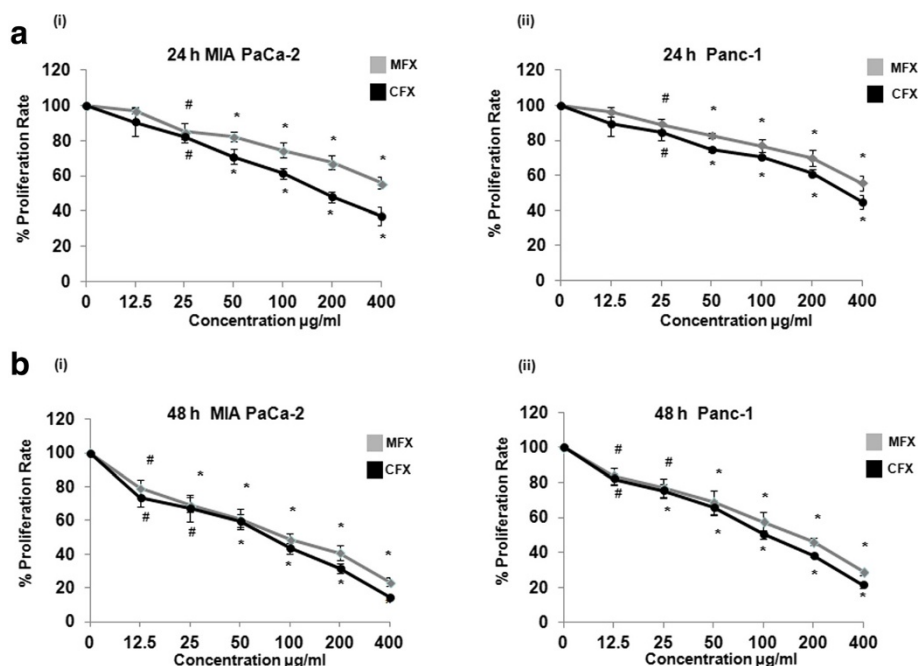 a
(i)
24 h MIA PaCa-2
MFX
CFX
% Proliferation Rate
120
100
80
60
40
20
0
#
*
*
*
*
#
*
*
*
*
0 12.5 25 50 100 200 400
Concentration µg/ml
(ii)
24 h Panc-1
MFX
CFX
% Proliferation Rate
120
100
80
60
40
20
0
#
*
*
*
*
#
*
*
*
*
0 12.5 25 50 100 200 400
Concentration µg/ml
b
(i)
48 h MIA PaCa-2
MFX
CFX
% Proliferation Rate
120
100
80
60
40
20
0
#
*
*
*
*
*
#
#
*
*
*
*
0 12.5 25 50 100 200 400
Concentration µg/ml
(ii)
48 h Panc-1
MFX
CFX
% Proliferation Rate
120
100
80
60
40
20
0
#
#
*
*
*
*
#
*
*
*
*
*
0 12.5 25 50 100 200 400
Concentration µg/ml